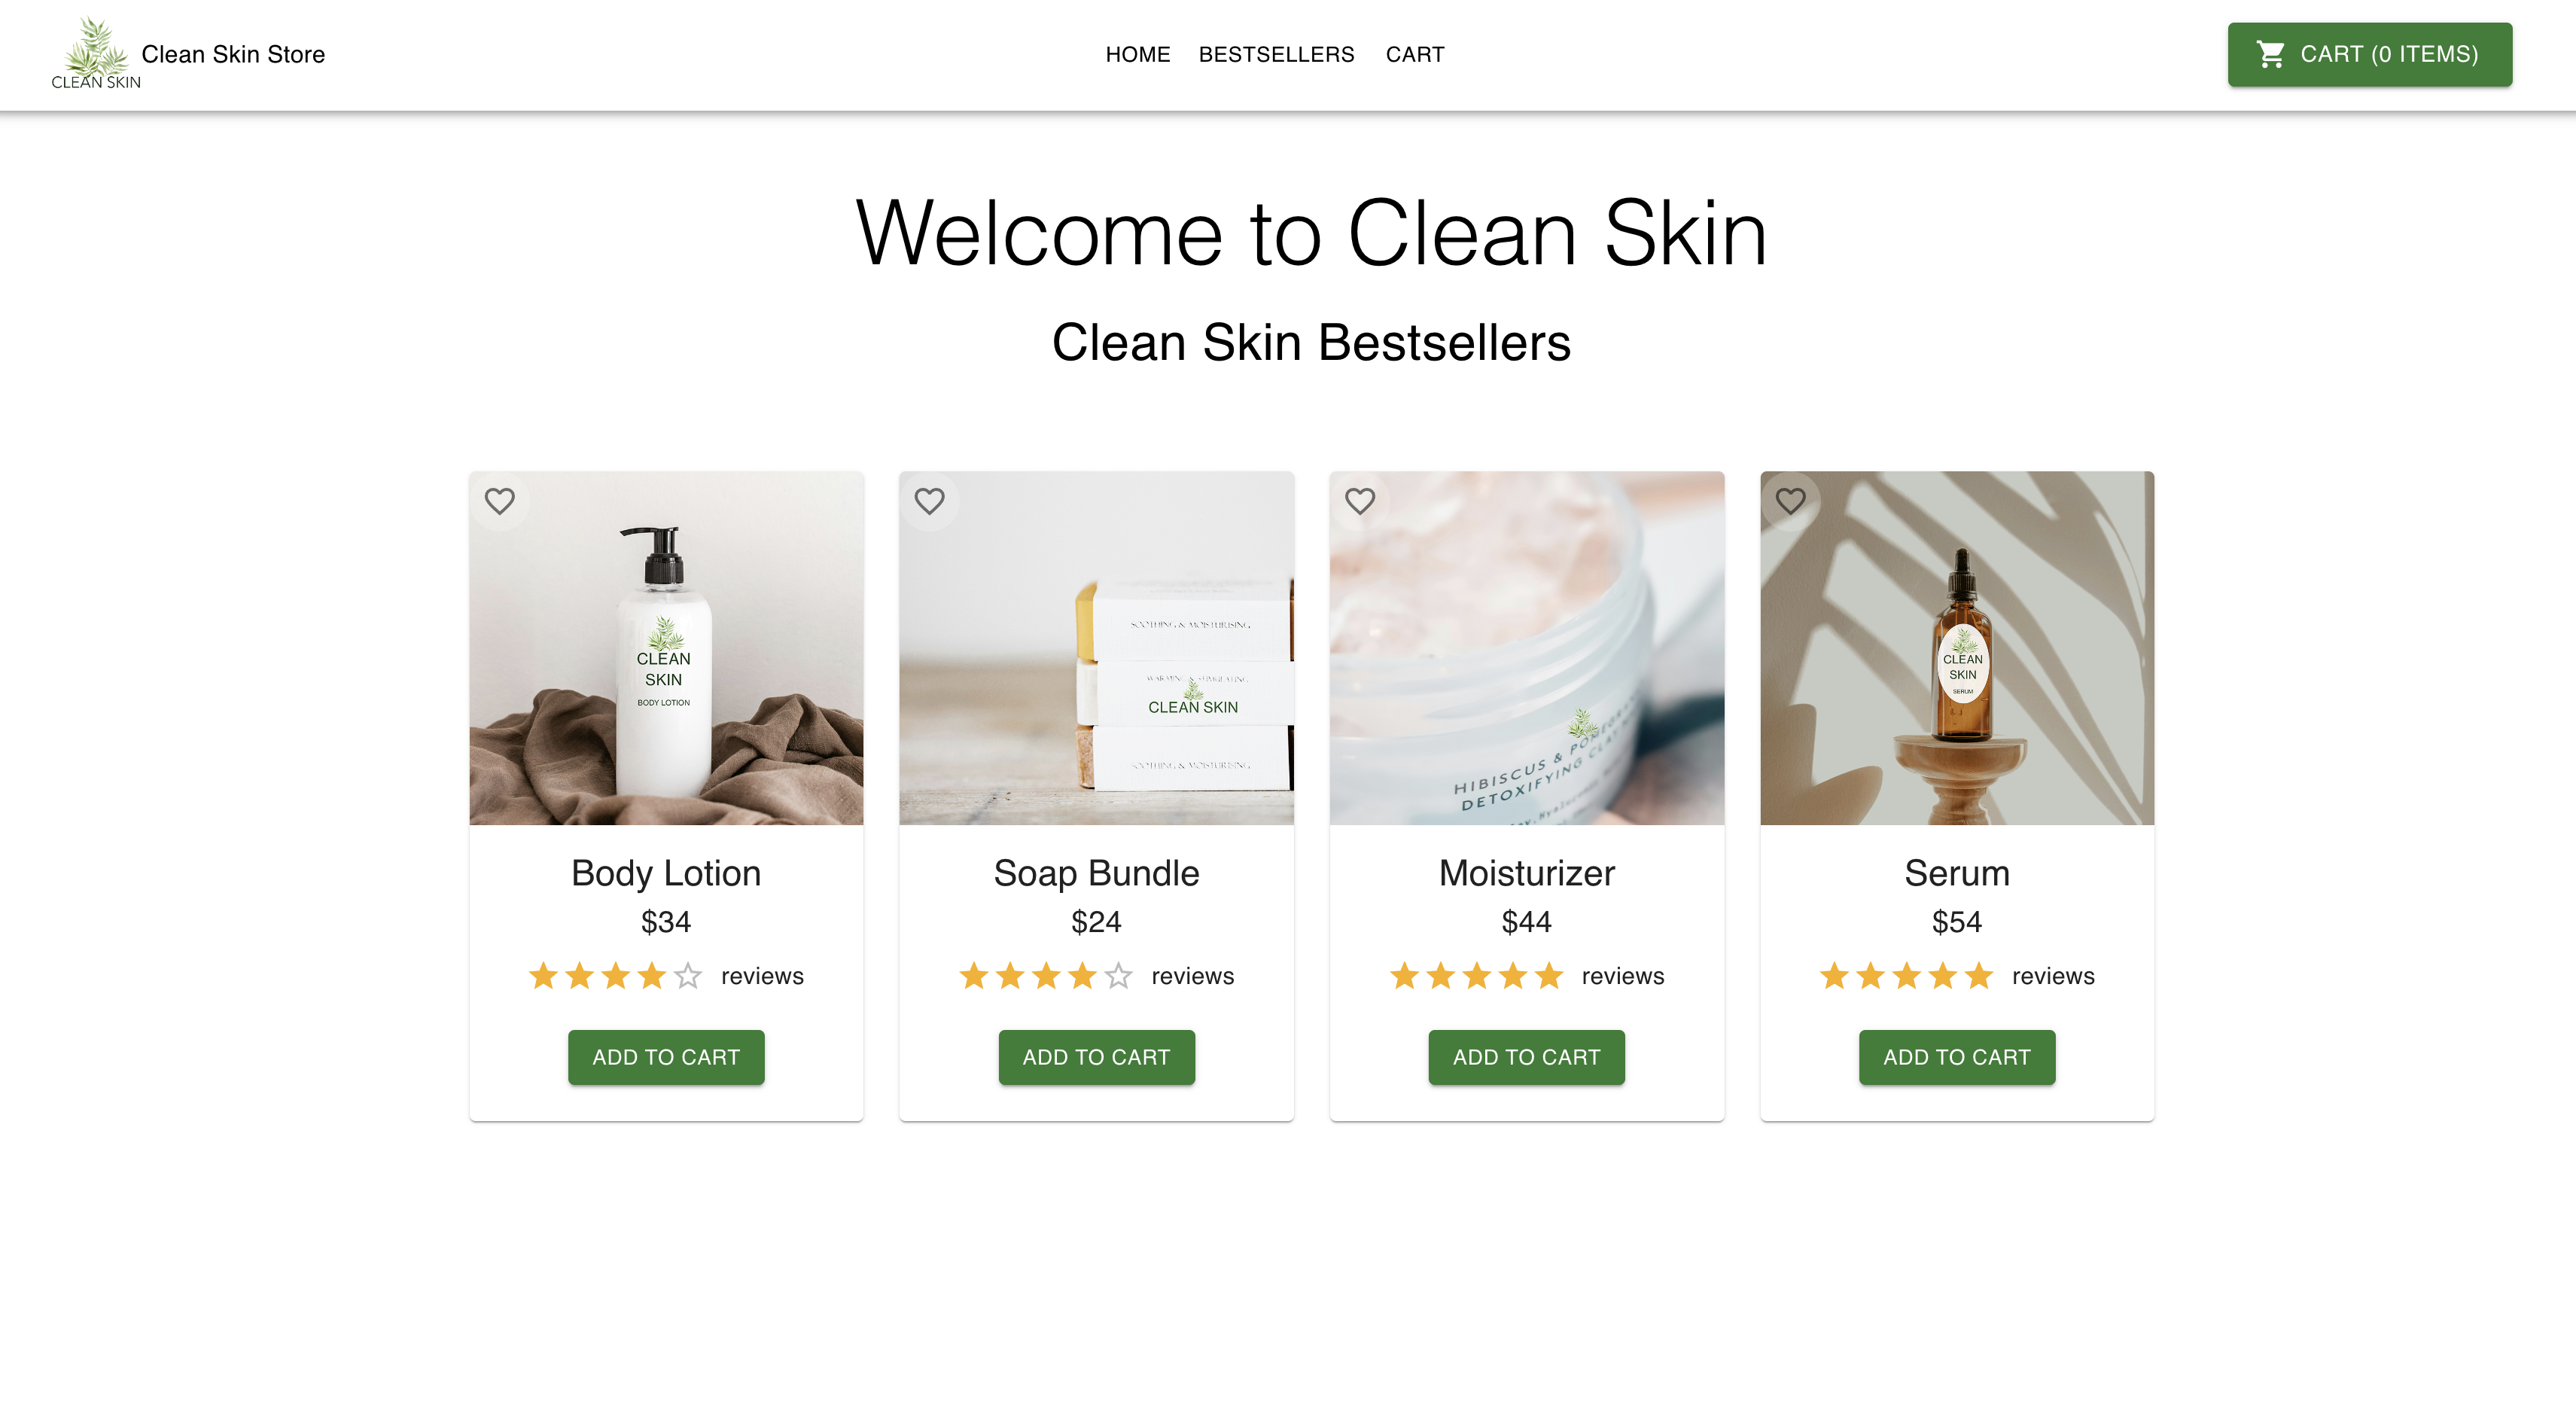 CLEAN SKIN
Clean Skin Store
HOME BESTSELLERS CART
CART (0 ITEMS)
Welcome to Clean Skin
Clean Skin Bestsellers
CLEAN
SKIN
BODY LOTION
SOOTHING & MOISTURISING
WARMING & STIMULATING
CLEAN SKIN
SOOTHING & MOISTURISING
HIBISCUS &
DETOXIFYING CLAY
CLEAN
SKIN
SERUM
Body Lotion
$34
reviews
ADD TO CART
Soap Bundle
$24
reviews
ADD TO CART
Moisturizer
$44
reviews
ADD TO CART
Serum
$54
reviews
ADD TO CART